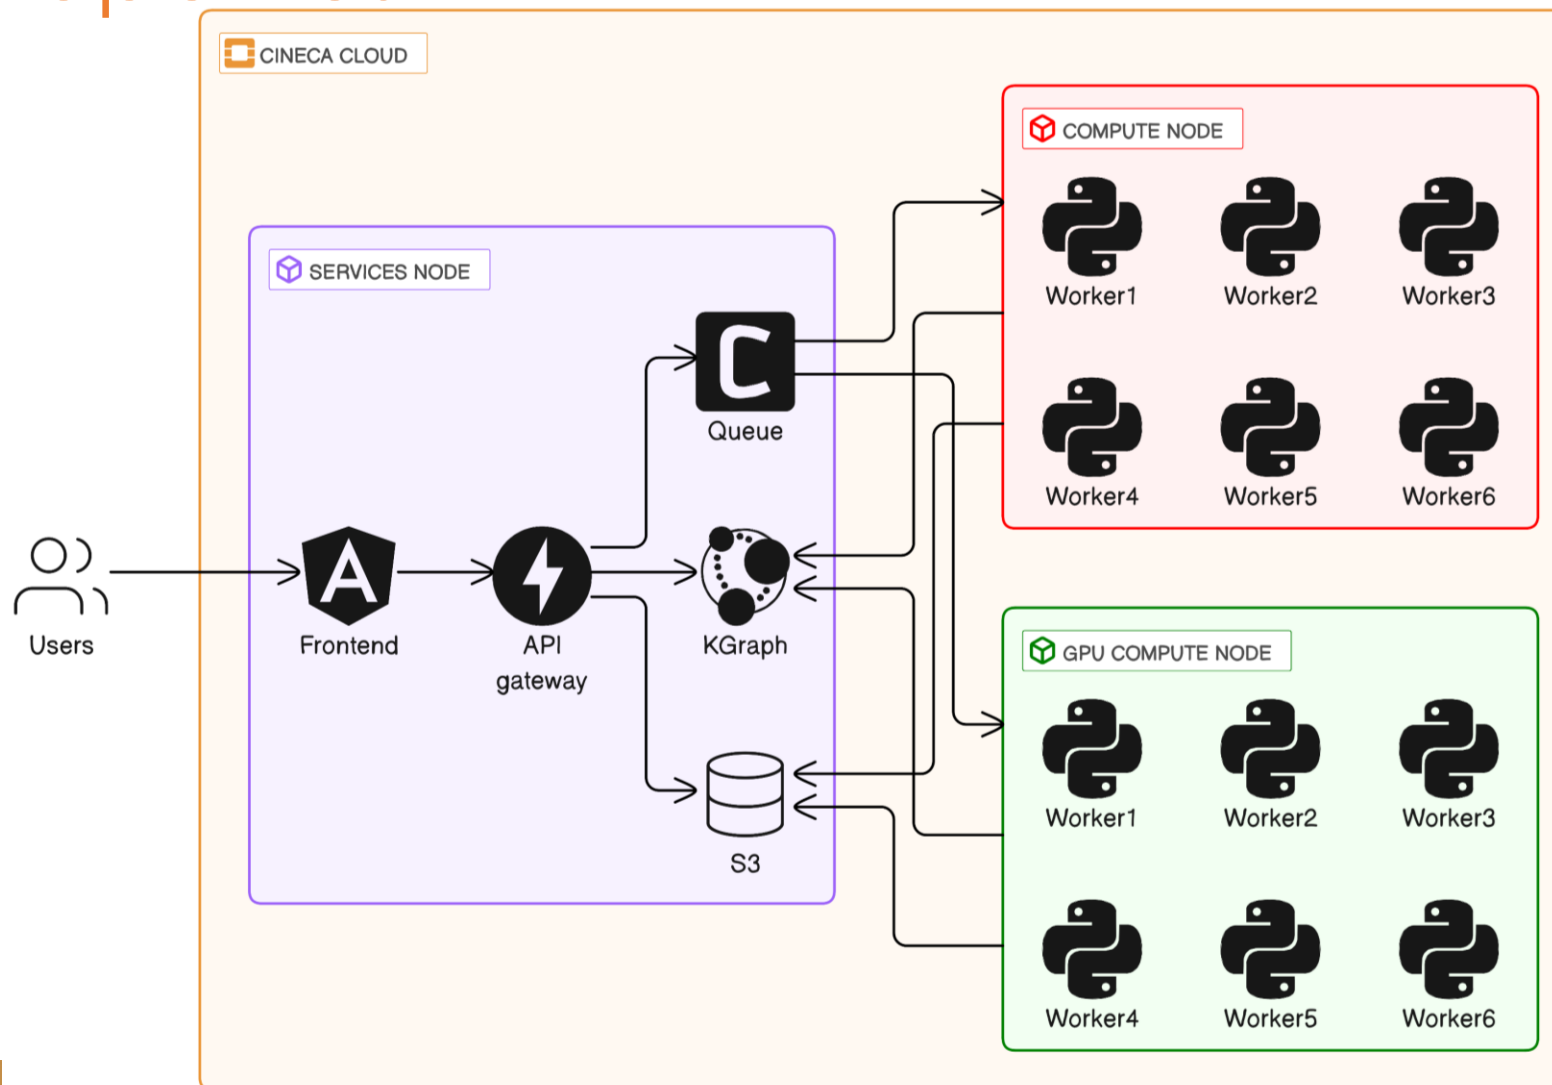 CINECA CLOUD
COMPUTE NODE
Worker1
Worker2
Worker3
Worker4
Worker5
Worker6
SERVICES NODE
Queue
Users
Frontend
API
gateway
KGraph
S3
GPU COMPUTE NODE
Worker1
Worker2
Worker3
Worker4
Worker5
Worker6